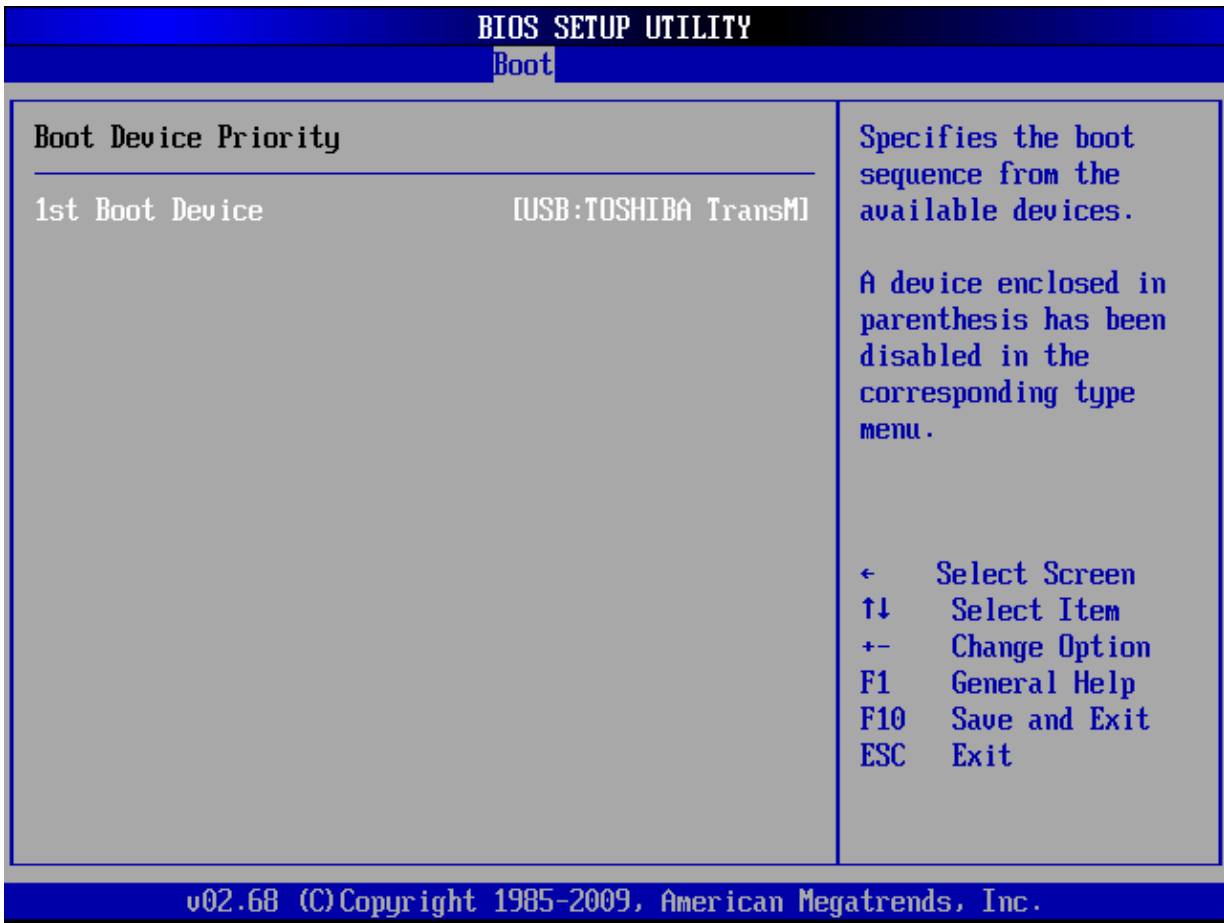 BIOS SETUP UTILITY
Boot
Boot Device Priority
1st Boot Device [USB:TOSHIBA TransM]
Specifies the boot
sequence from the
available devices.
A device enclosed in
parenthesis has been
disabled in the
corresponding type
menu.
← Select Screen
↑↓ Select Item
+- Change Option
F1 General Help
F10 Save and Exit
ESC Exit
v02.68 (C)Copyright 1985-2009, American Megatrends, Inc.